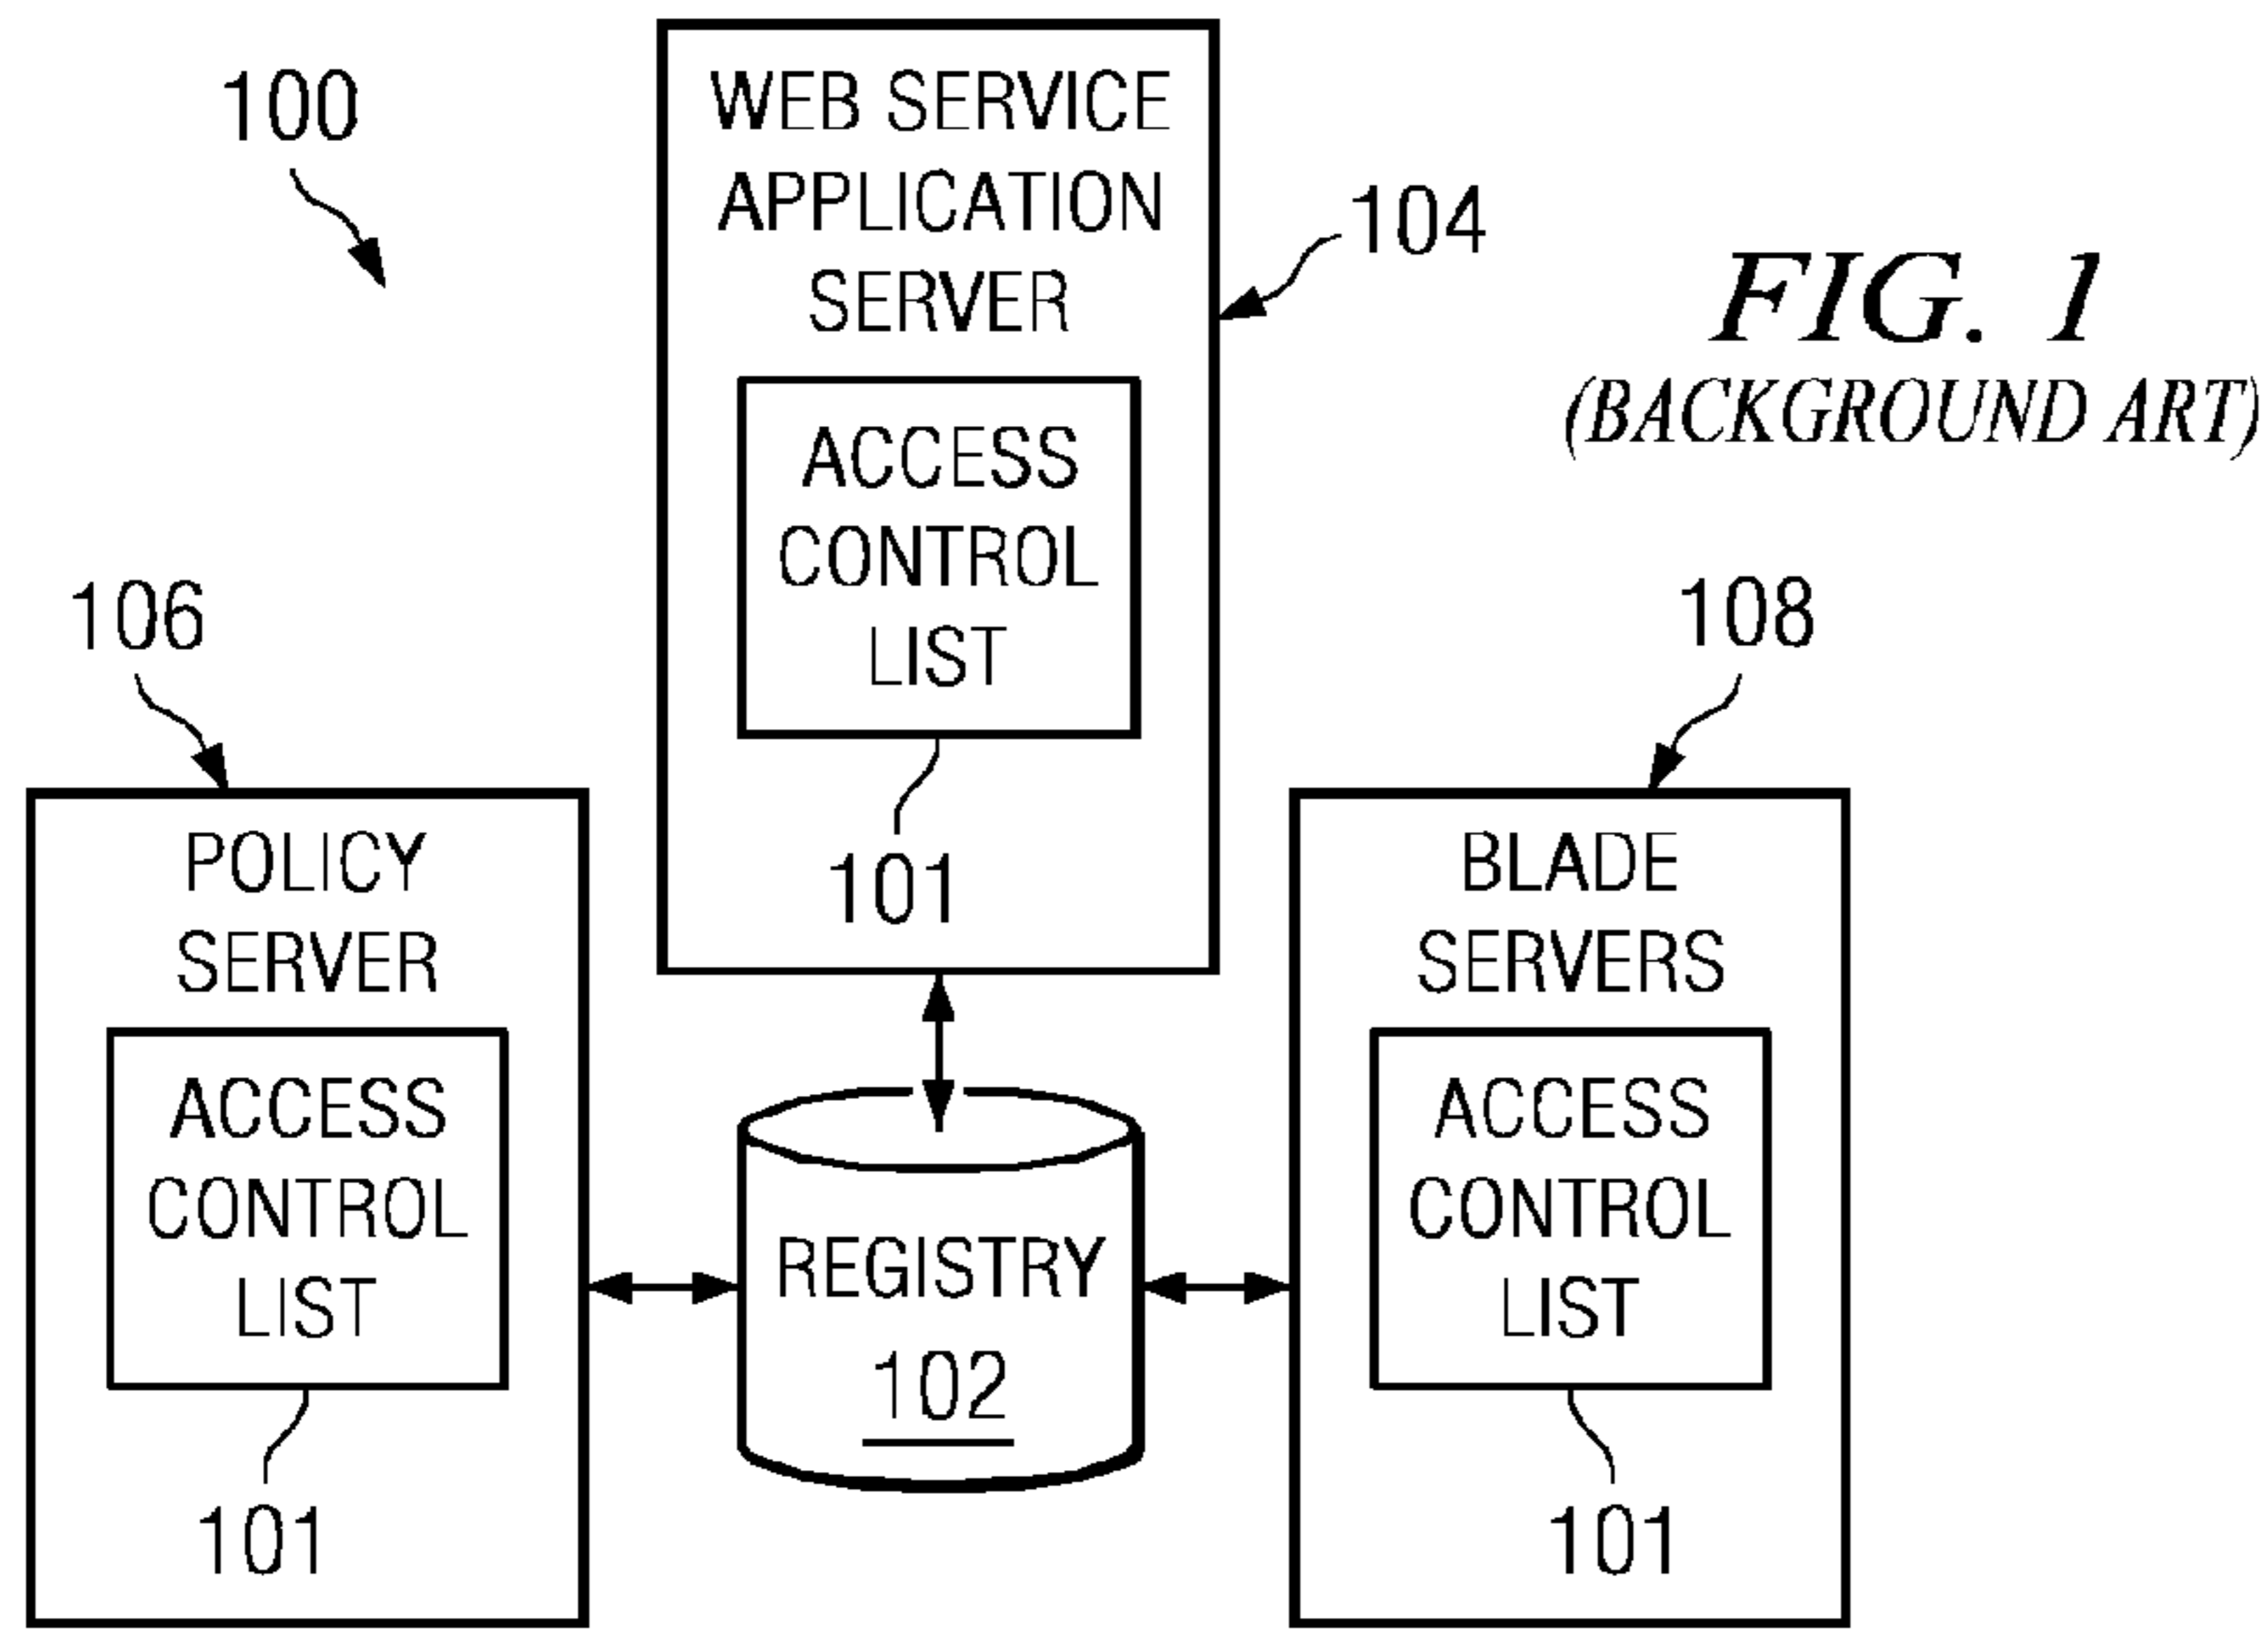 100
WEB SERVICE
APPLICATION
SERVER
104
FIG. 1
(BACKGROUND ART)
ACCESS
CONTROL
LIST
101
106
POLICY
SERVER
ACCESS
CONTROL
LIST
101
REGISTRY
102
108
BLADE
SERVERS
ACCESS
CONTROL
LIST
101